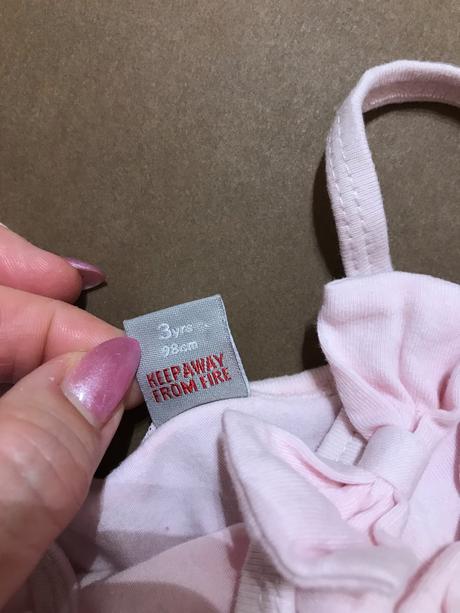 3yrs
98cm
KEEP AWAY
FROM FIRE